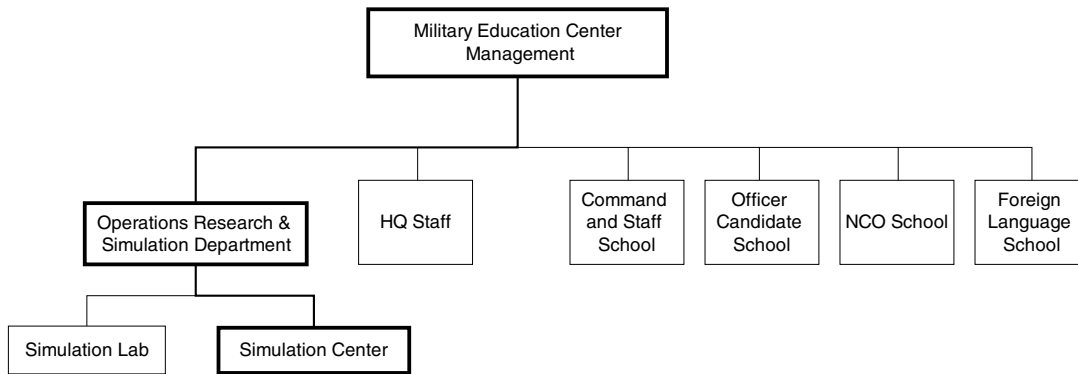 Military Education Center
Management
Operations Research &
Simulation Department
HQ Staff
Command
and Staff
School
Officer
Candidate
School
NCO School
Foreign
Language
School
Simulation Lab
Simulation Center